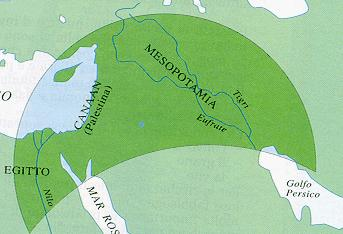 MESOPOTAMIA
Tigri
CANAAN
(Palestina)
Eufrate
EGITTO
Nilo
MAR ROS
Golfo
Persico